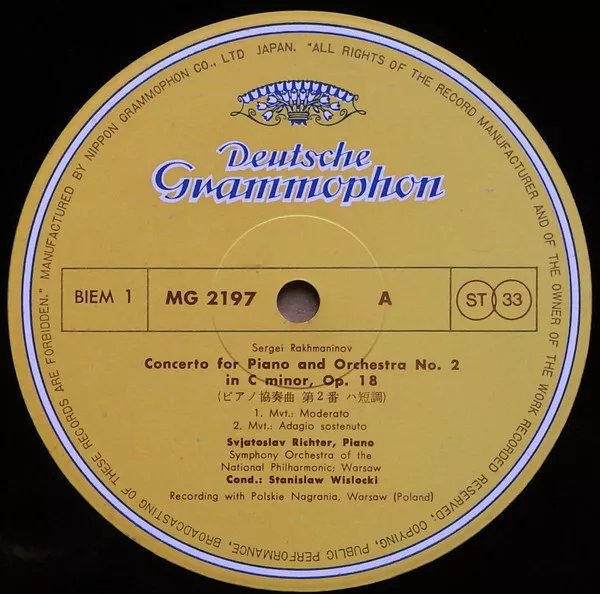 MANUFACTURED BY NIPPON GRAMMOPHON CO., LTD JAPAN. "ALL RIGHTS OF THE RECORD MANUFACTURER AND OF THE OWNER OF THE WORK RECORDED RESERVED; COPYING, PUBLIC PERFORMANCE, BROADCASTING OF THESE RECORDS ARE FORBIDDEN."
Deutsche
Grammophon
BIEM 1 MG 2197 A ST 33
Sergei Rakhmaninov
Concerto for Piano and Orchestra No. 2
in C minor, Op. 18
(ピアノ協奏曲 第2番 ハ短調)
1. Mvt.: Moderato
2. Mvt.: Adagio sostenuto
Svjatoslav Richter, Piano
Symphony Orchestra of the
National Philharmonic; Warsaw
Cond.: Stanislaw Wislocki
Recording with Polskie Nagrania, Warsaw (Poland)